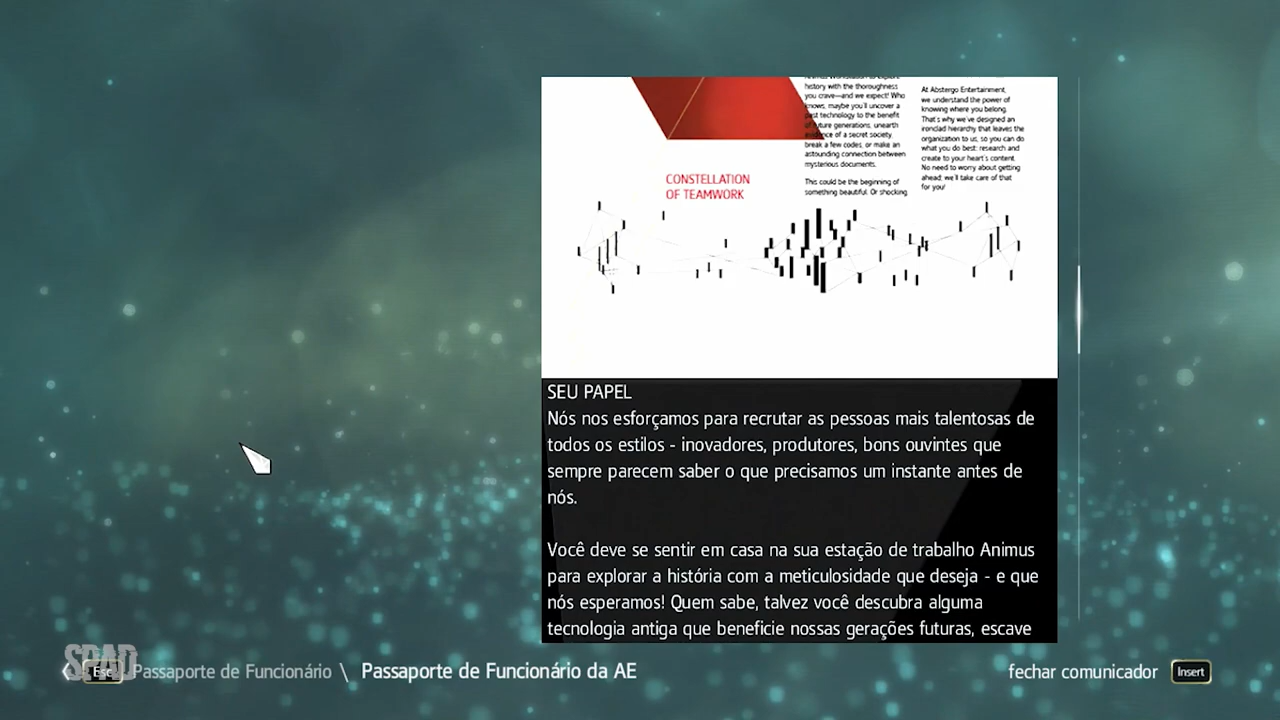 history with the thoroughness
you crave—and we expect! Who
knows, maybe you'll uncover a
past technology to the benefit
of future generations, unearth
evidence of a secret society,
break a few codes, or make an
astounding connection between
mysterious documents.
This could be the beginning of
something beautiful. Or shocking.
At Abstergo Entertainment,
we understand the power of
knowing where you belong.
That's why we've designed an
ironclad hierarchy that leaves the
organization to us, so you can do
what you do best: research and
create to your heart's content.
No need to worry about getting
ahead; we'll take care of that
for you!
CONSTELLATION
OF TEAMWORK
SEU PAPEL
Nós nos esforçamos para recrutar as pessoas mais talentosas de
todos os estilos - inovadores, produtores, bons ouvintes que
sempre parecem saber o que precisamos um instante antes de
nós.
Você deve se sentir em casa na sua estação de trabalho Animus
para explorar a história com a meticulosidade que deseja - e que
nós esperamos! Quem sabe, talvez você descubra alguma
tecnologia antiga que beneficie nossas gerações futuras, escave
SPAD
Esc Passaporte de Funcionário \ Passaporte de Funcionário da AE
fechar comunicador Insert